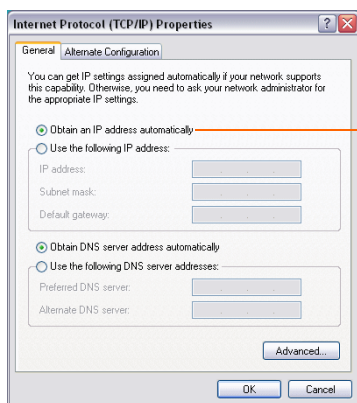 Internet Protocol (TCP/IP) Properties
General
Alternate Configuration
You can get IP settings assigned automatically if your network supports
this capability. Otherwise, you need to ask your network administrator for
the appropriate IP settings.
Obtain an IP address automatically
Use the following IP address:
IP address:
Subnet mask:
Default gateway:
Obtain DNS server address automatically
Use the following DNS server addresses:
Preferred DNS server:
Alternate DNS server:
Advanced...
OK
Cancel